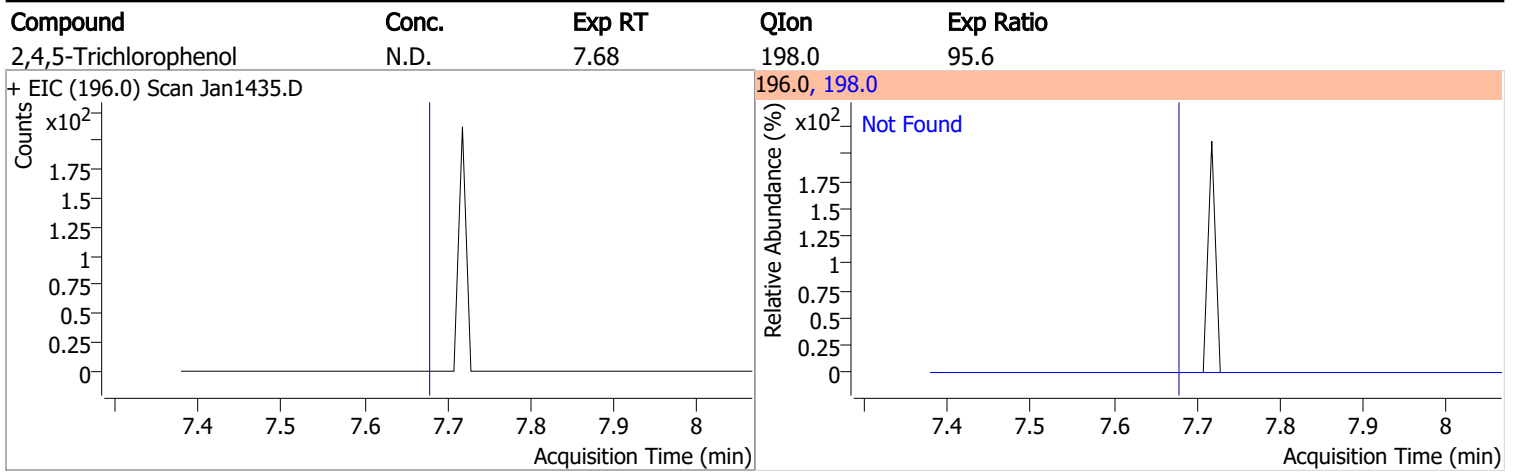 Compound Conc. Exp RT QIon Exp Ratio
2,4,5-Trichlorophenol N.D. 7.68 198.0 95.6
+ EIC (196.0) Scan Jan1435.D
Counts
x10²
1.75
1.5
1.25
1
0.75
0.5
0.25
0
7.4 7.5 7.6 7.7 7.8 7.9 8
Acquisition Time (min)
196.0, 198.0
Relative Abundance (%)
x10²
Not Found
1.75
1.5
1.25
1
0.75
0.5
0.25
0
7.4 7.5 7.6 7.7 7.8 7.9 8
Acquisition Time (min)